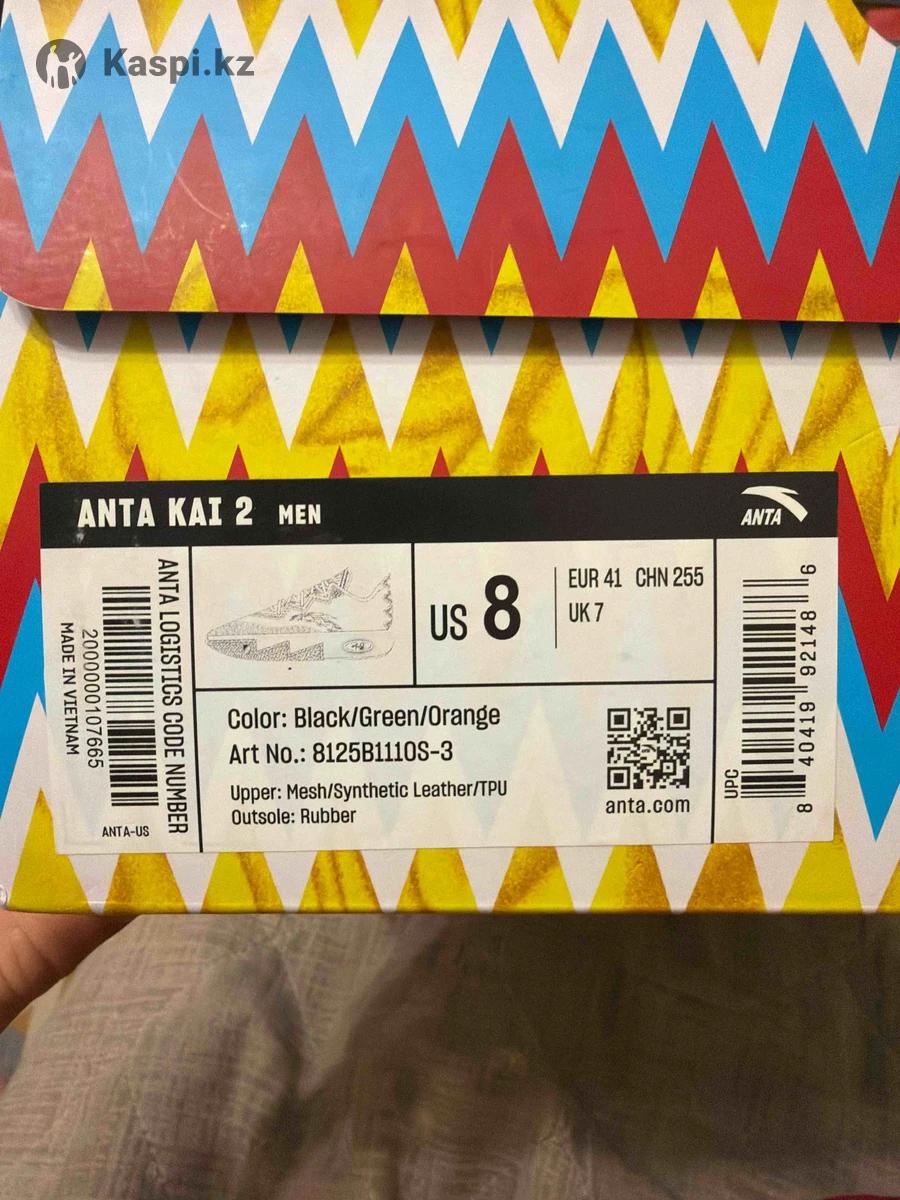 Kaspi.kz
ANTA KAI 2 MEN
ANTA
ANTA LOGISTICS CODE NUMBER
2000000107665
MADE IN VIETNAM
ANTA-US
US 8
EUR 41 CHN 255
UK 7
Color: Black/Green/Orange
Art No.: 8125B1110S-3
Upper: Mesh/Synthetic Leather/TPU
Outsole: Rubber
anta.com
UPC
8 40419 92148 6